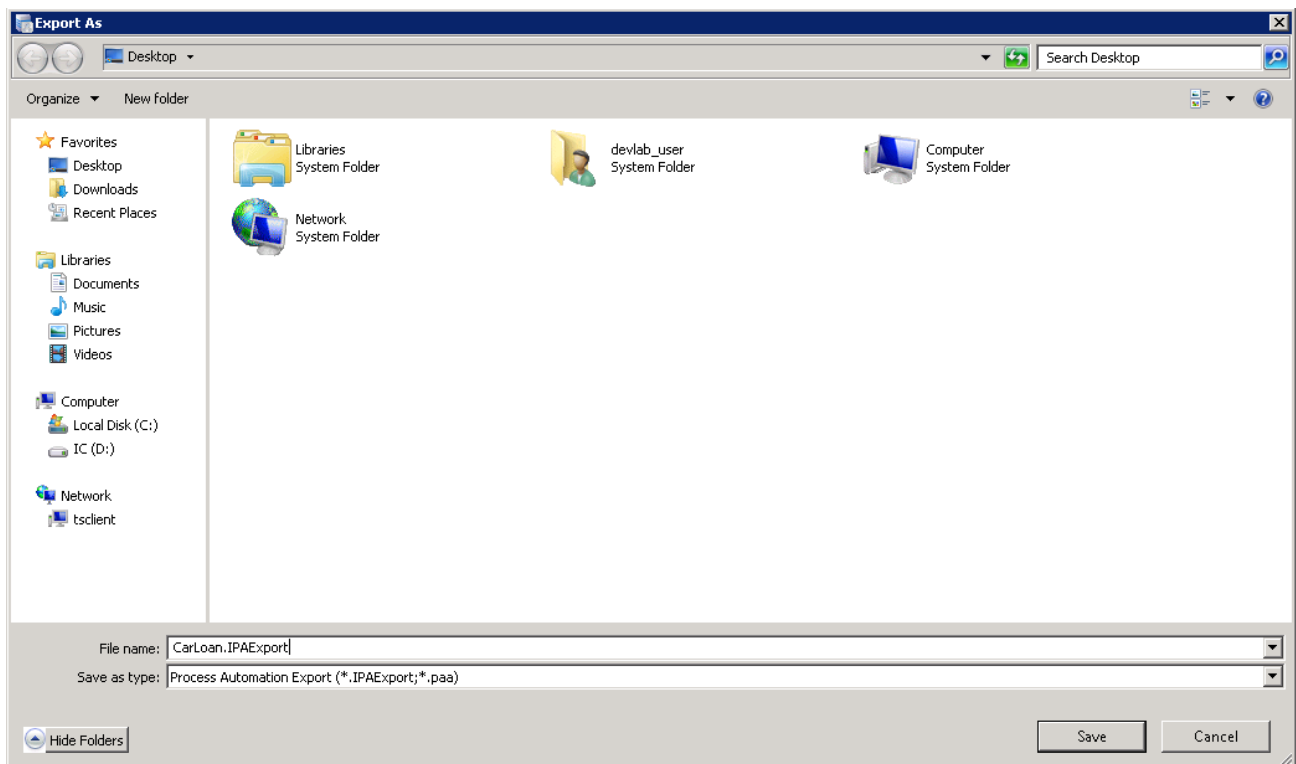 Export As
Desktop
Search Desktop
Organize
New folder
Favorites
Desktop
Downloads
Recent Places
Libraries
Documents
Music
Pictures
Videos
Computer
Local Disk (C:)
IC (D:)
Network
tsclient
Libraries
System Folder
devlab_user
System Folder
Computer
System Folder
Network
System Folder
File name: CarLoan.IPAExport
Save as type: Process Automation Export (*.IPAExport;*.paa)
Hide Folders
Save
Cancel